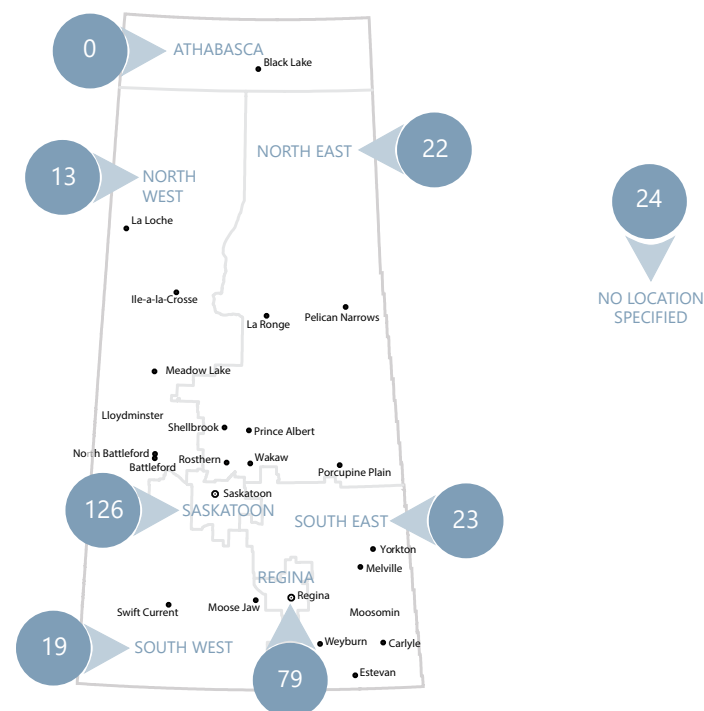 0
ATHABASCA
Black Lake
NORTH EAST
22
13
NORTH
WEST
24
La Loche
NO LOCATION
SPECIFIED
Ile-a-la-Crosse
Pelican Narrows
La Ronge
Meadow Lake
Lloydminster
Shellbrook
Prince Albert
North Battleford
Battleford
Rosthern
Wakaw
Porcupine Plain
Saskatoon
126
SASKATOON
SOUTH EAST
23
Yorkton
Melville
REGINA
Regina
Swift Current
Moose Jaw
Moosomin
19
SOUTH WEST
Weyburn
Carlyle
79
Estevan